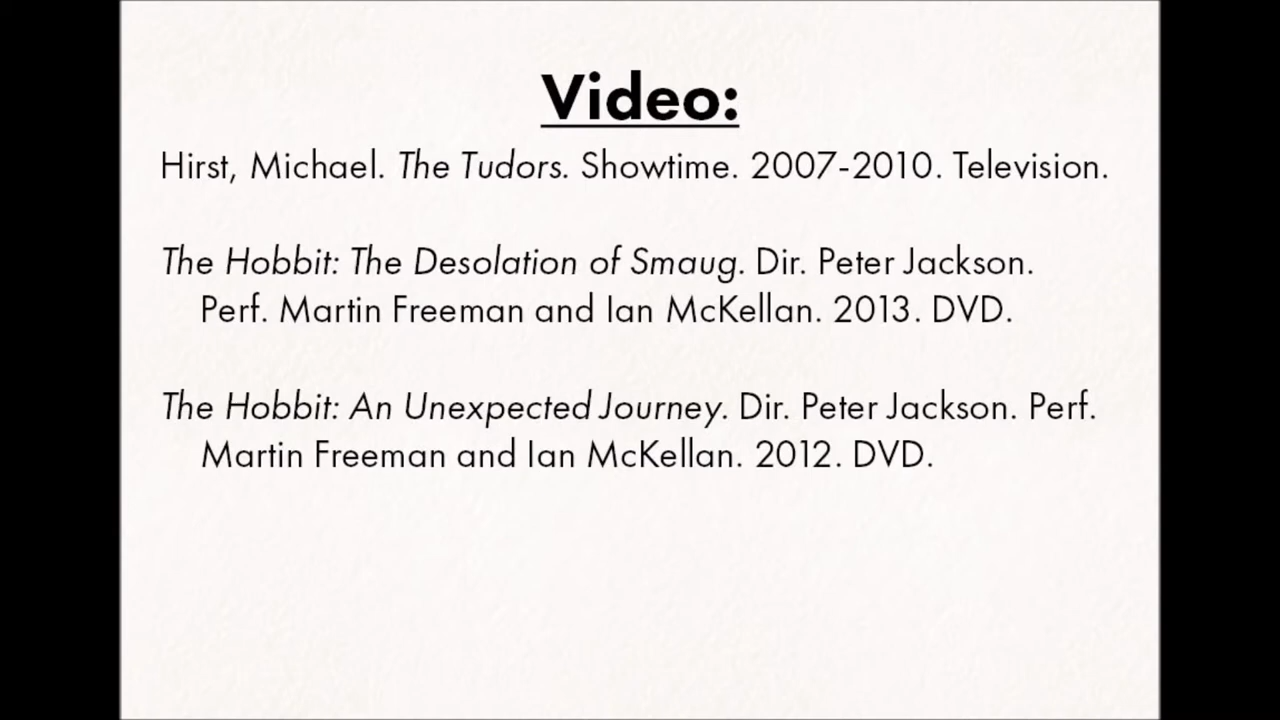 Video:
Hirst, Michael. The Tudors. Showtime. 2007-2010. Television.
The Hobbit: The Desolation of Smaug. Dir. Peter Jackson.
Perf. Martin Freeman and Ian McKellan. 2013. DVD.
The Hobbit: An Unexpected Journey. Dir. Peter Jackson. Perf.
Martin Freeman and Ian McKellan. 2012. DVD.